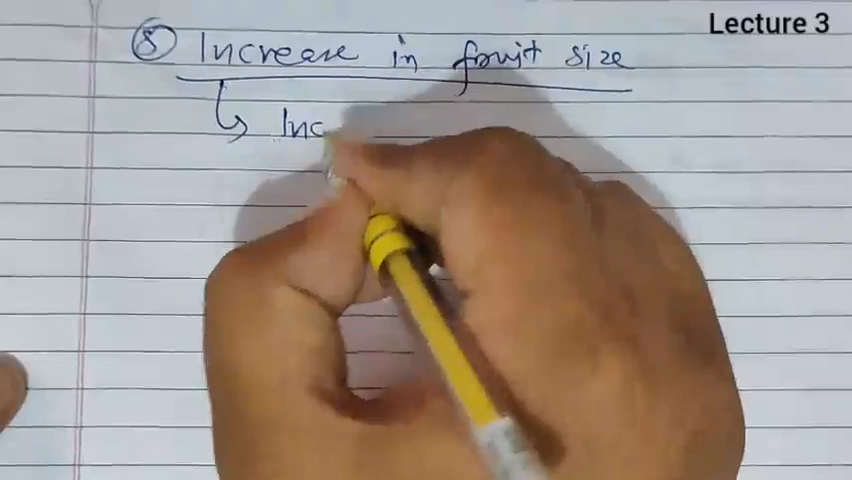 Lecture 3
⑧ Increase in fruit size
↳ Inc